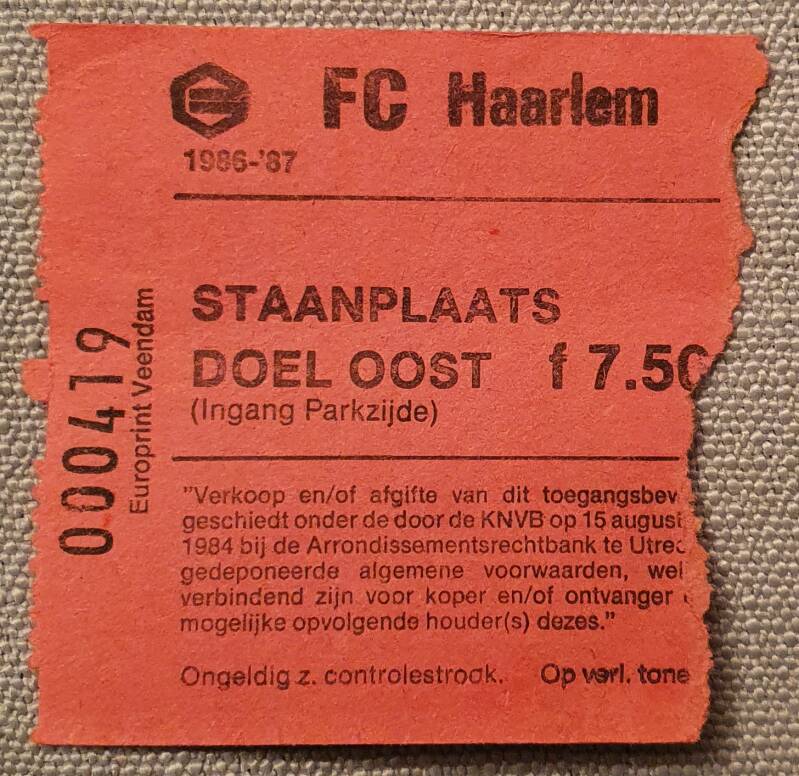 FC Haarlem
1986-'87
STAANPLAATS
DOEL OOST f 7.50
(Ingang Parkzijde)
"Verkoop en/of afgifte van dit toegangsbev
geschiedt onder de door de KNVB op 15 august
1984 bij de Arrondissementsrechtbank te Utrec
gedeponeerde algemene voorwaarden, wel
verbindend zijn voor koper en/of ontvanger
mogelijke opvolgende houder(s) dezes."
Ongeldig z. controlestrook. Op verl. tone
000419
Europrint Veendam